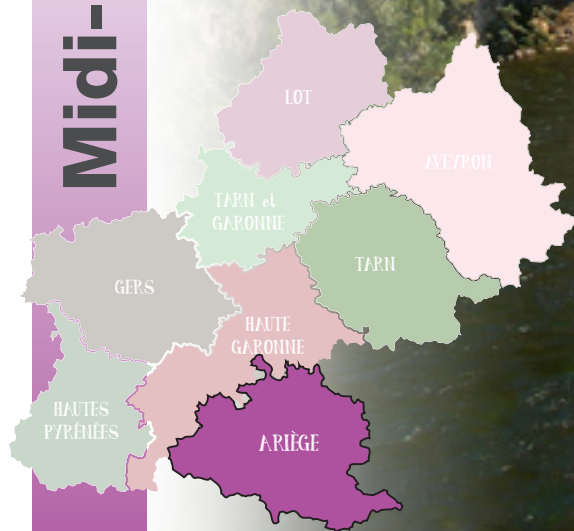 Midi-
LOT
AVEYRON
TARN et
GARONNE
TARN
GERS
HAUTE
GARONNE
HAUTES
PYRÉNÉES
ARIÈGE